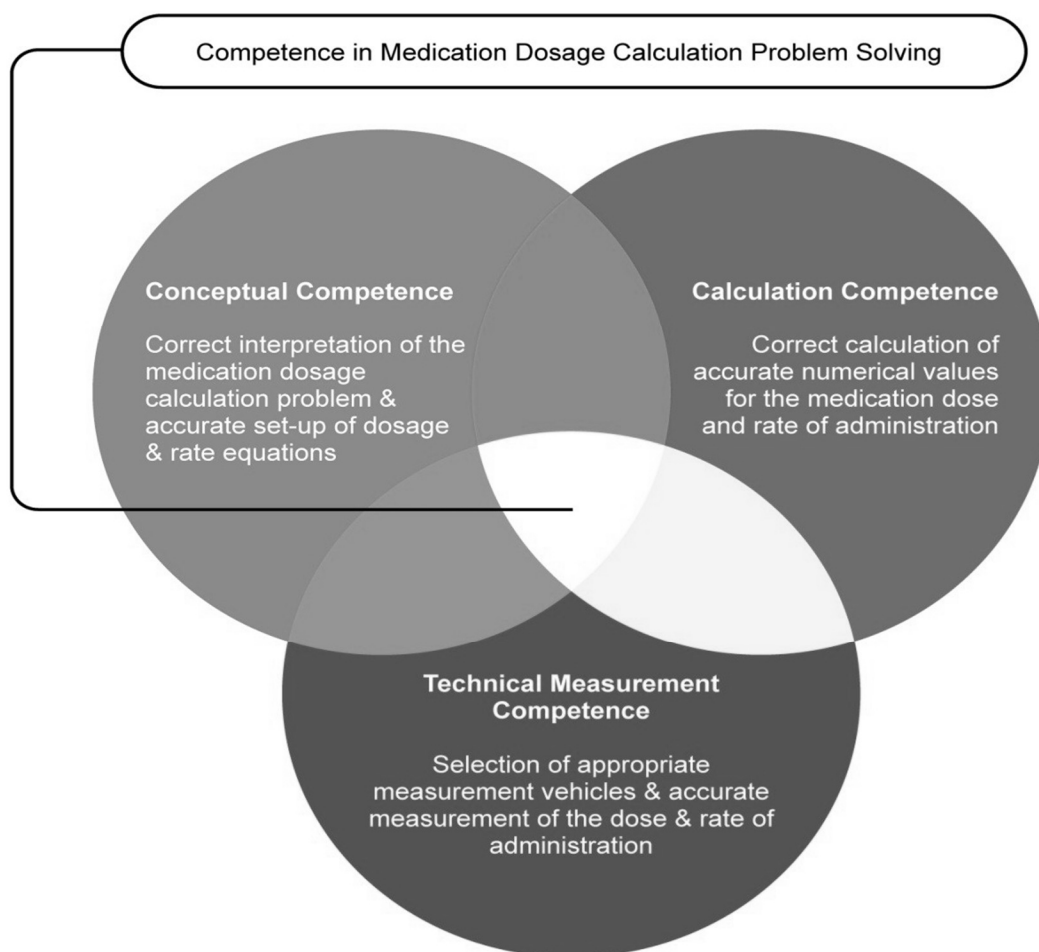 Competence in Medication Dosage Calculation Problem Solving
Conceptual Competence
Correct interpretation of the
medication dosage
calculation problem &
accurate set-up of dosage
& rate equations
Calculation Competence
Correct calculation of
accurate numerical values
for the medication dose
and rate of administration
Technical Measurement
Competence
Selection of appropriate
measurement vehicles & accurate
measurement of the dose & rate of
administration